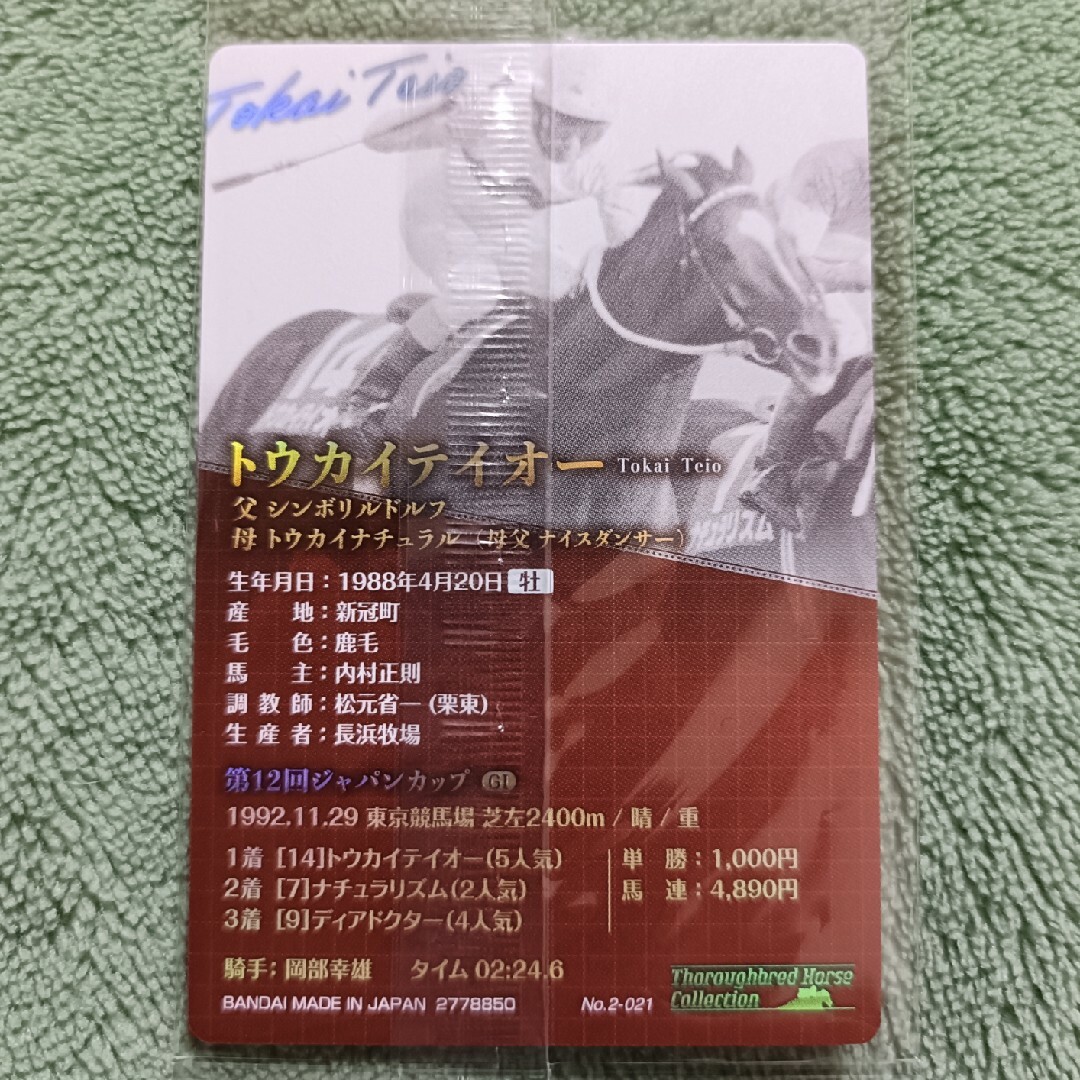 Tokai Teio
14
ナチュラリズム
トウカイテイオー Tokai Teio
父 シンボリルドルフ
母 トウカイナチュラル (母父 ナイスダンサー)
生年月日:1988年4月20日 牡
産 地:新冠町
毛 色:鹿毛
馬 主:内村正則
調教師:松元省一 (栗東)
生産者:長浜牧場
第12回ジャパンカップ GI
1992.11.29 東京競馬場 芝左2400m / 晴 / 重
1着 [14]トウカイテイオー(5人気)
2着 [7]ナチュラリズム(2人気)
3着 [9]ディアドクター(4人気)
単 勝:1,000円
馬 連:4,890円
騎手:岡部幸雄 タイム 02:24.6
BANDAI MADE IN JAPAN 2778850 No.2-021
Thoroughbred Horse
Collection